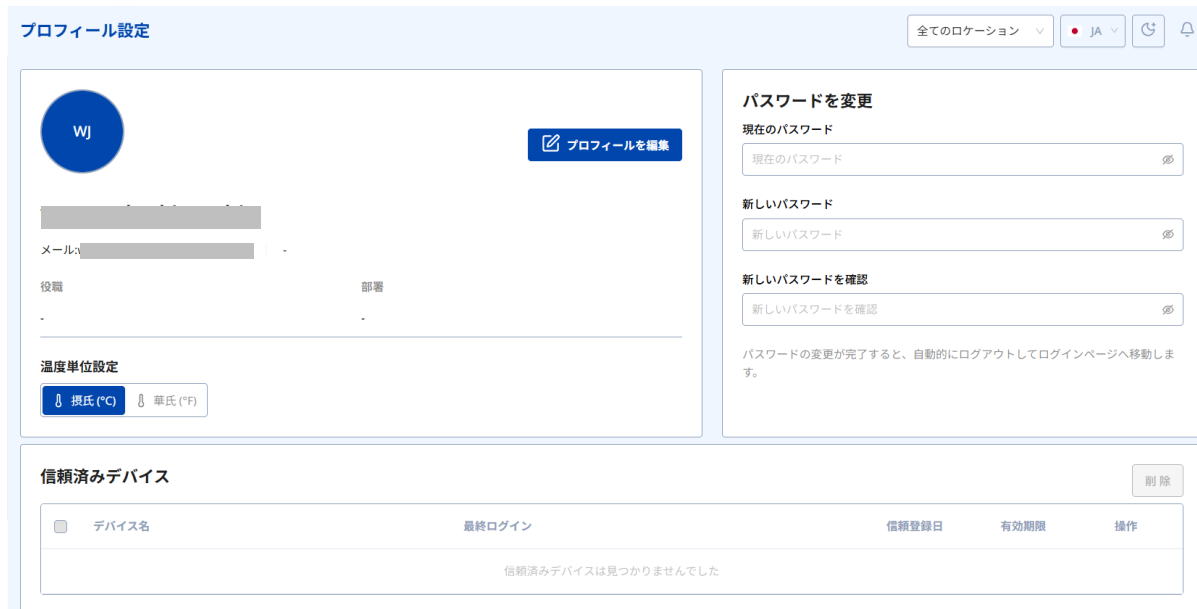 プロフィール設定
全てのロケーション
JA
WJ
プロフィールを編集
メール:
-
役職
部署
-
-
温度単位設定
摂氏 (°C)
華氏 (°F)
パスワードを変更
現在のパスワード
現在のパスワード
新しいパスワード
新しいパスワード
新しいパスワードを確認
新しいパスワードを確認
パスワードの変更が完了すると、自動的にログアウトしてログインページへ移動しま
す。
信頼済みデバイス
削 除
デバイス名 最終ログイン 信頼登録日 有効期限 操作
信頼済みデバイスは見つかりませんでした